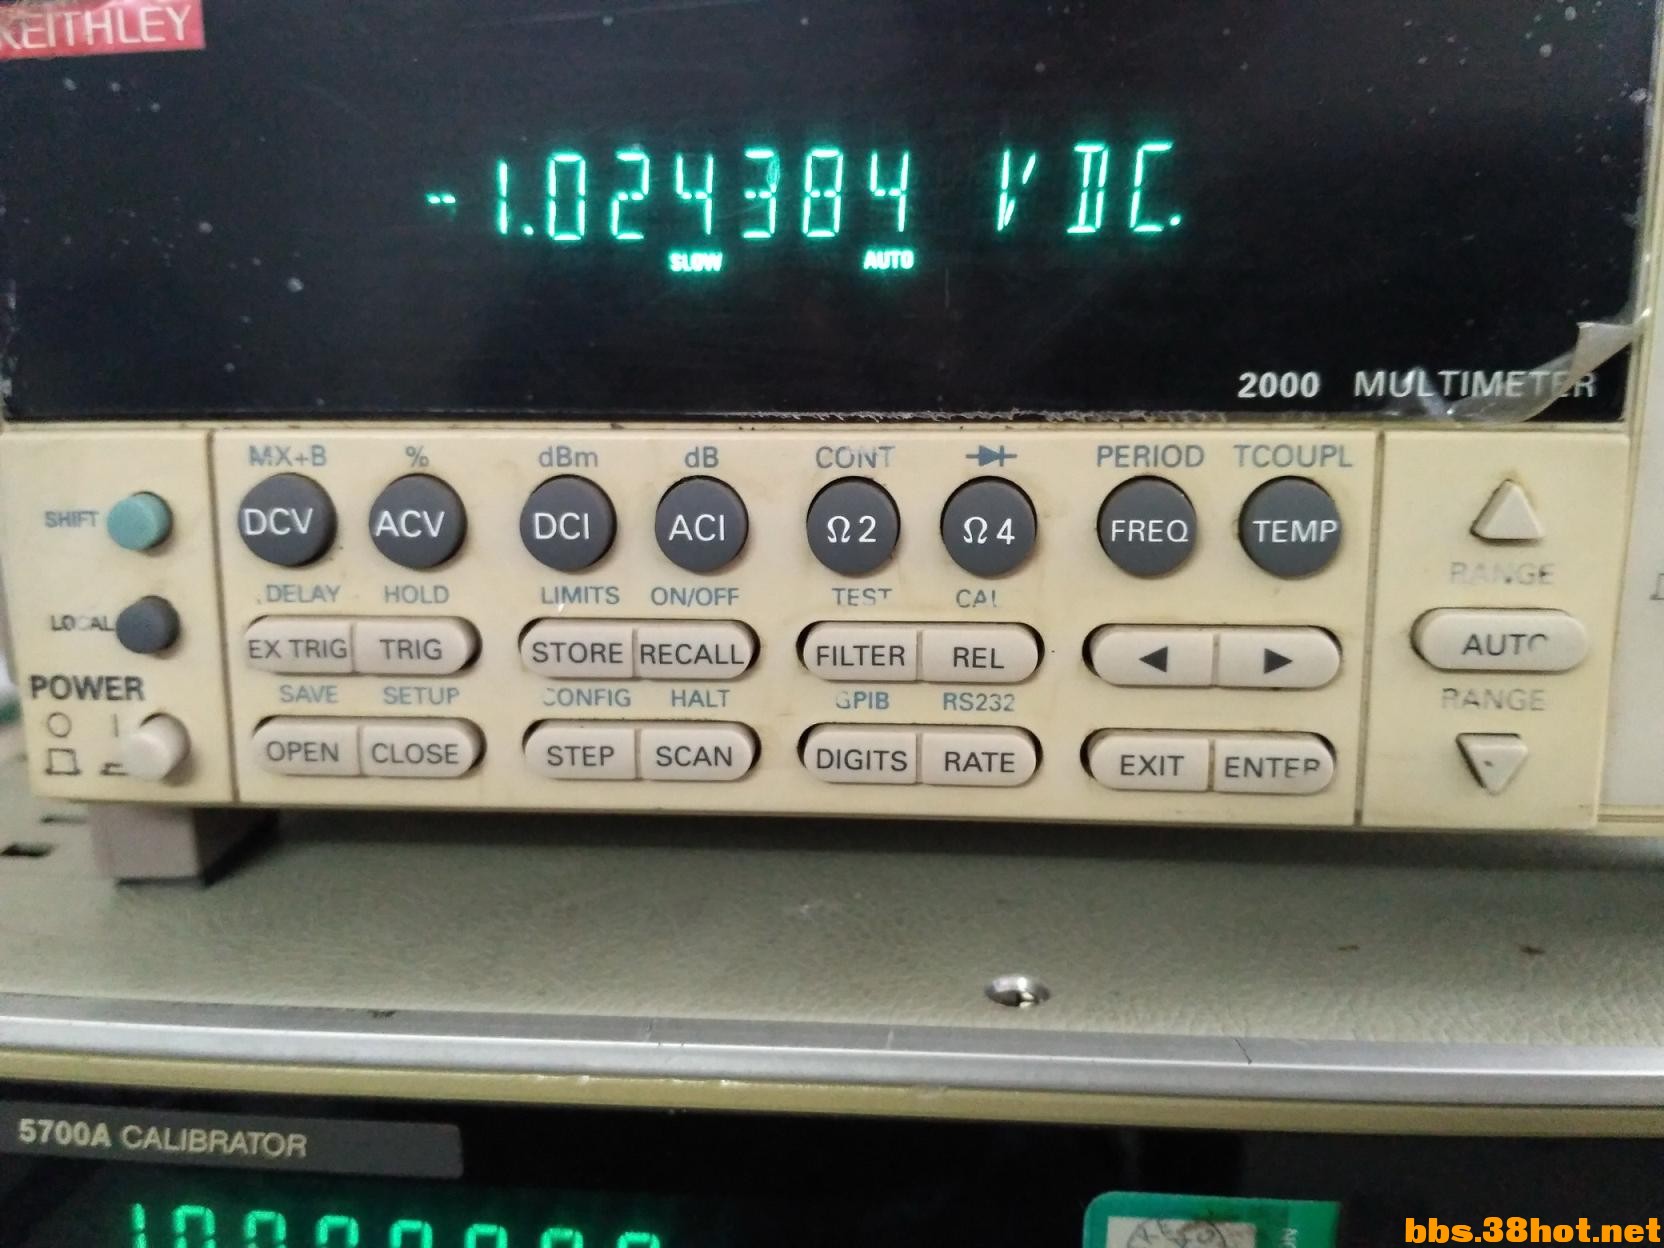 KEITHLEY
-1.024384 VDC.
SLOW AUTO
2000 MULTIMETER
MX+B % dBm dB CONT PERIOD TCOUPL
SHIFT DCV ACV DCI ACI Ω2 Ω4 FREQ TEMP
DELAY HOLD LIMITS ON/OFF TEST CAL RANGE
LOCAL EX TRIG TRIG STORE RECALL FILTER REL ◀ ▶ AUTO
POWER SAVE SETUP CONFIG HALT GPIB RS232 RANGE
OPEN CLOSE STEP SCAN DIGITS RATE EXIT ENTER
5700A CALIBRATOR
bbs.38hot.net